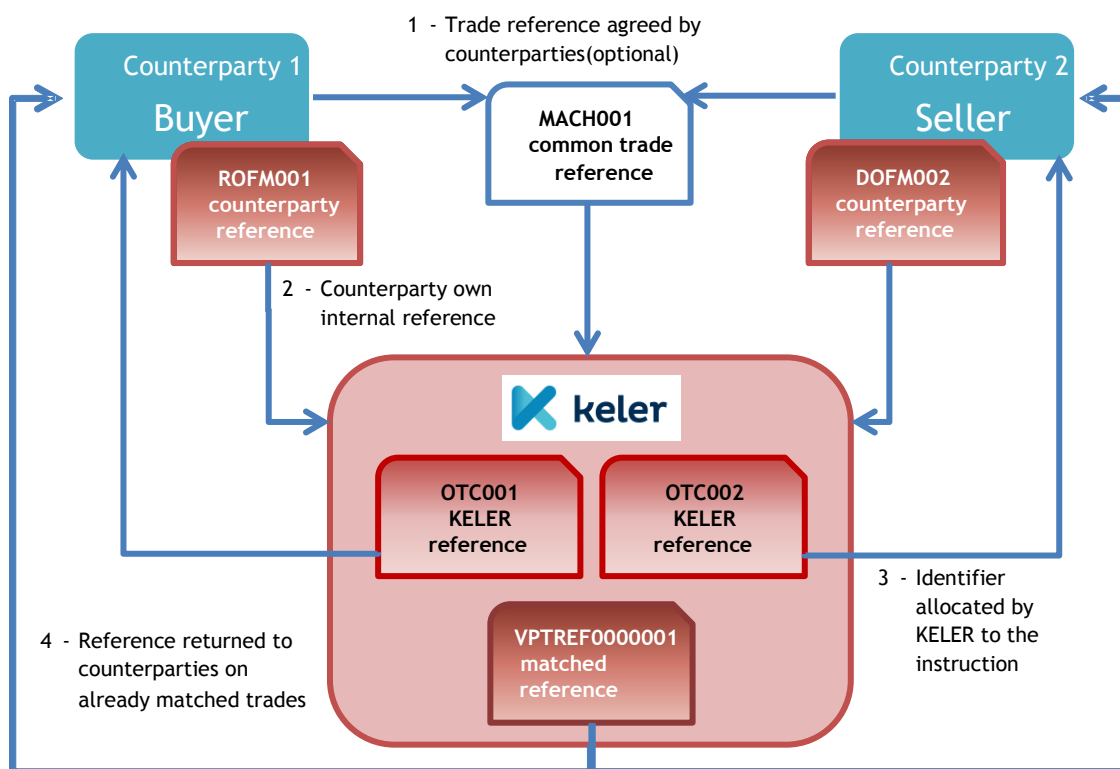 1 - Trade reference agreed by
counterparties(optional)
Counterparty 1
Buyer
Counterparty 2
Seller
MACH001
common trade
reference
ROFM001
counterparty
reference
DOFM002
counterparty
reference
2 - Counterparty own
internal reference
keler
OTC001
KELER
reference
OTC002
KELER
reference
3 - Identifier
allocated by
KELER to the
instruction
4 - Reference returned to
counterparties on
already matched trades
VPTREF0000001
matched
reference